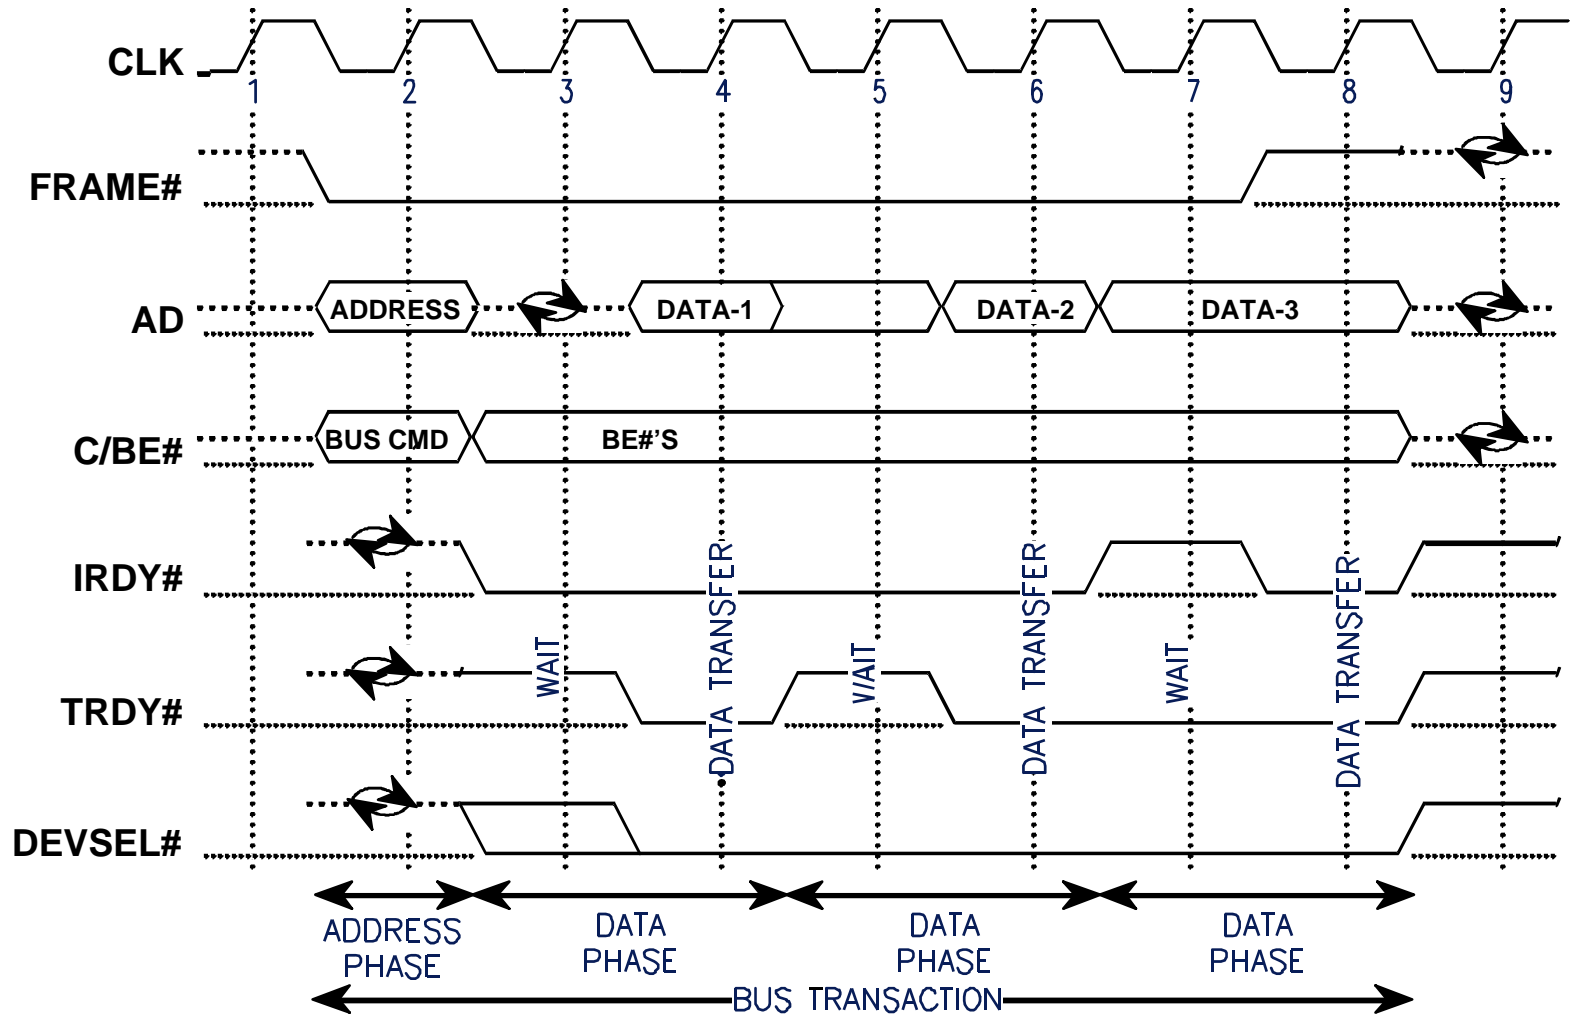 CLK
1 2 3 4 5 6 7 8 9
FRAME#
AD
ADDRESS DATA-1 DATA-2 DATA-3
C/BE#
BUS CMD BE#'S
IRDY#
TRDY#
WAIT
DATA TRANSFER
WAIT
DATA TRANSFER
WAIT
DATA TRANSFER
DEVSEL#
ADDRESS
PHASE
DATA
PHASE
DATA
PHASE
DATA
PHASE
BUS TRANSACTION